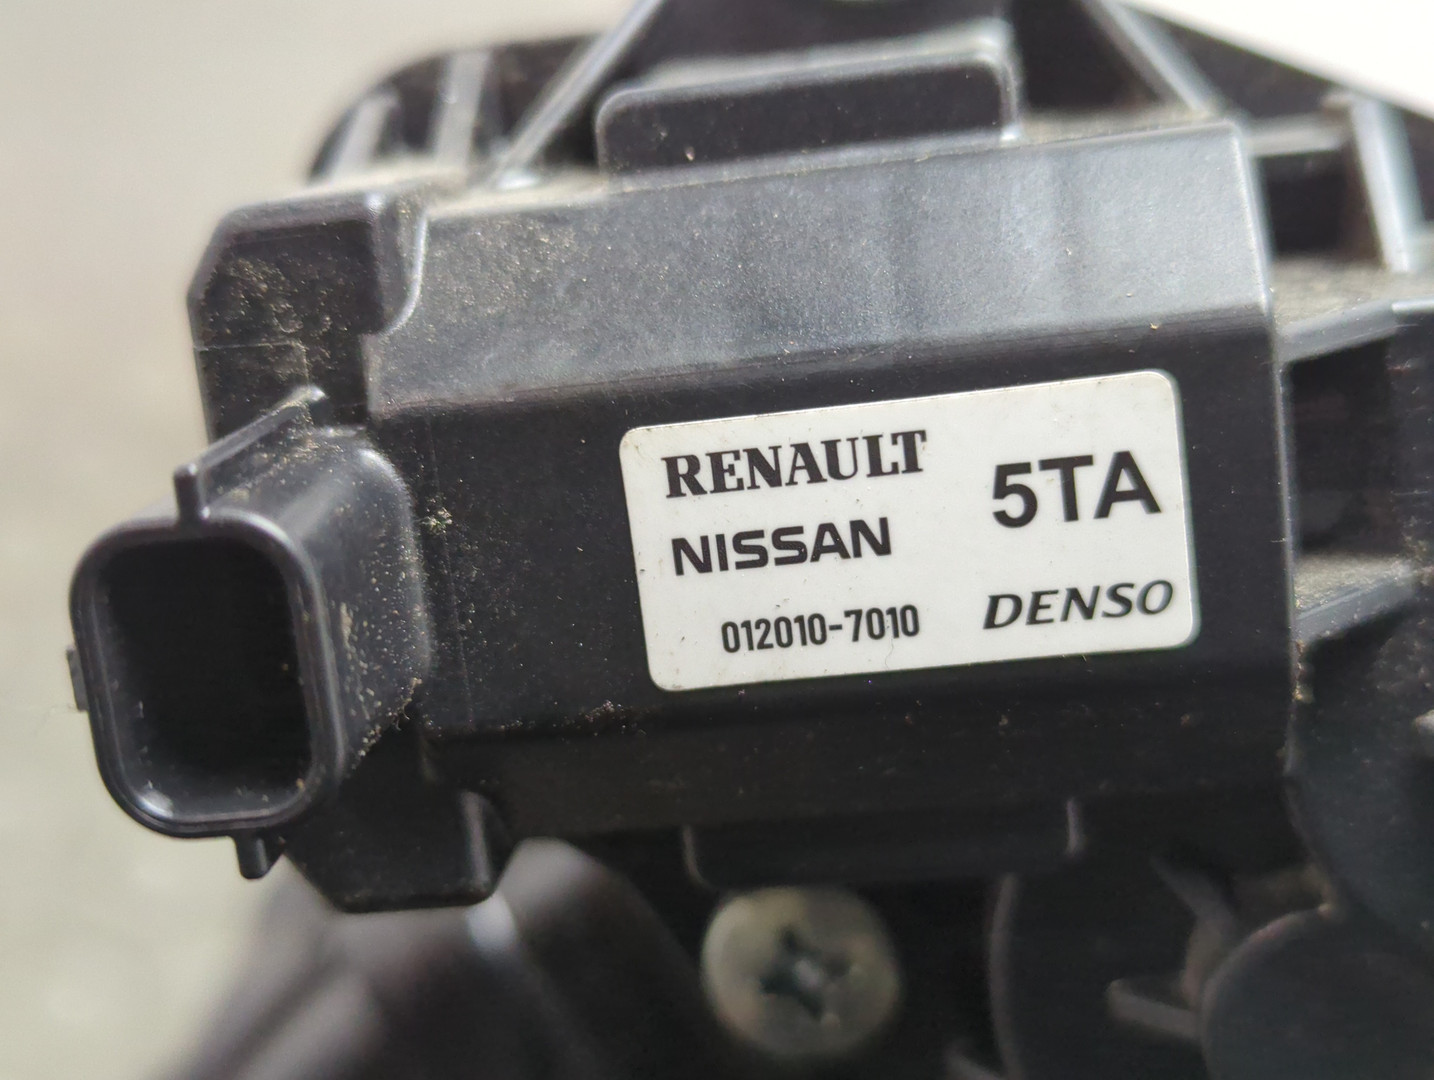 RENAULT
NISSAN
5TA
012010-7010
DENSO